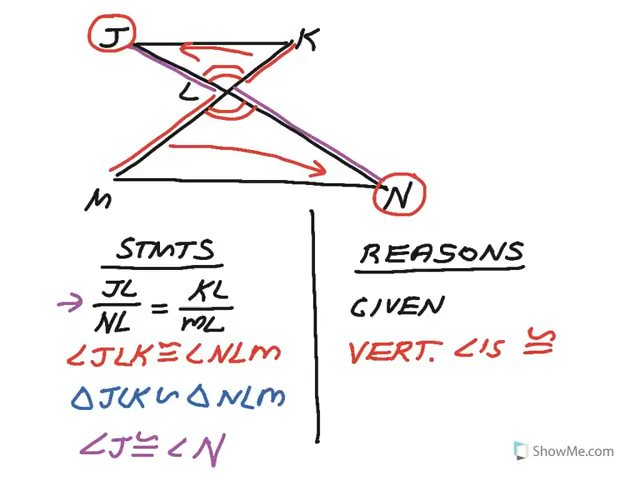 J K
L
M N
STMTS REASONS
JL/NL = KL/ML GIVEN
∠JLK ≅ ∠NLM VERT. ∠'S ≅
△JLK ∽ △NLM
∠J ≅ ∠N
ShowMe.com